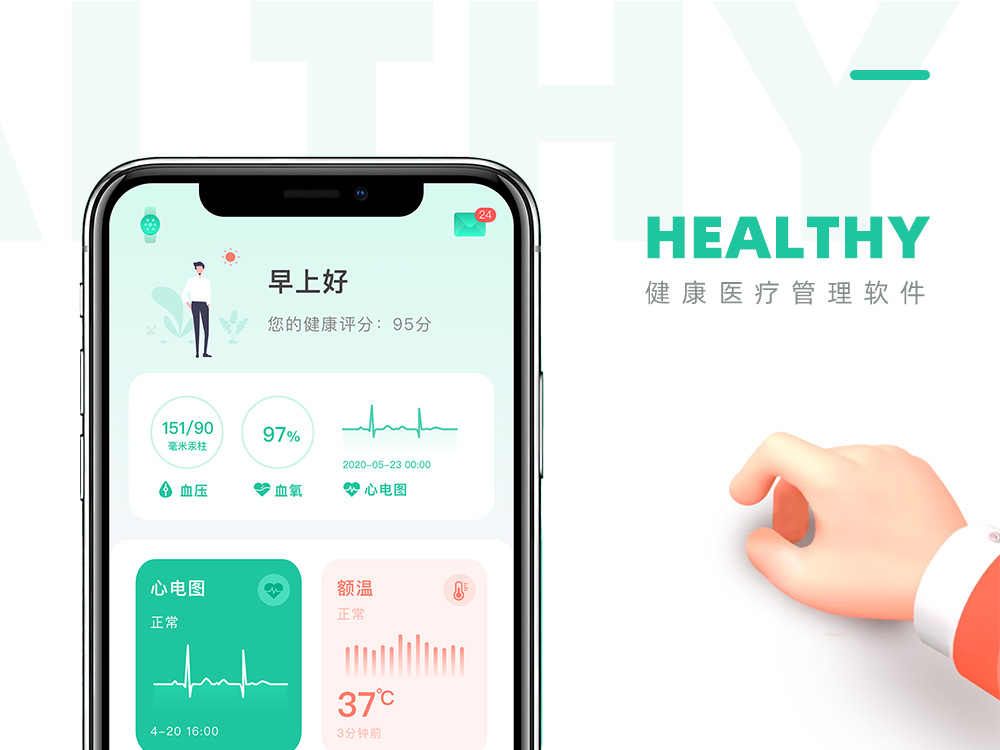 ALTHY
HEALTHY
健康医疗管理软件
24
早上好
您的健康评分：95分
151/90
毫米汞柱
血压
97%
血氧
2020-05-23 00:00
心电图
心电图
正常
4-20 16:00
额温
正常
37℃
3分钟前